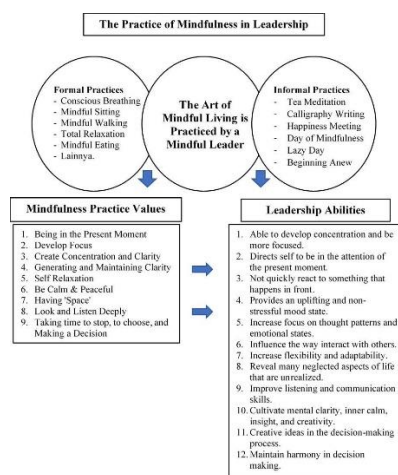 The Practice of Mindfulness in Leadership
Formal Practices
- Conscious Breathing
- Mindful Sitting
- Mindful Walking
- Total Relaxation
- Mindful Eating
- Lainnya.
The Art of
Mindful Living is
Practiced by a
Mindful Leader
Informal Practices
- Tea Meditation
- Calligraphy Writing
- Happiness Meeting
- Day of Mindfulness
- Lazy Day
- Beginning Anew
Mindfulness Practice Values
1. Being in the Present Moment
2. Develop Focus
3. Create Concentration and Clarity
4. Generating and Maintaining Clarity
5. Self Relaxation
6. Be Calm & Peaceful
7. Having 'Space'
8. Look and Listen Deeply
9. Taking time to stop, to choose, and
Making a Decision
Leadership Abilities
1. Able to develop concentration and be
more focused.
2. Directs self to be in the attention of
the present moment.
3. Not quickly react to something that
happens in front.
4. Provides an uplifting and non-
stressful mood state.
5. Increase focus on thought patterns and
emotional states.
6. Influence the way interact with others.
7. Increase flexibility and adaptability.
8. Reveal many neglected aspects of life
that are unrealized.
9. Improve listening and communication
skills.
10. Cultivate mental clarity, inner calm,
insight, and creativity.
11. Creative ideas in the decision-making
process.
12. Maintain harmony in decision
making.